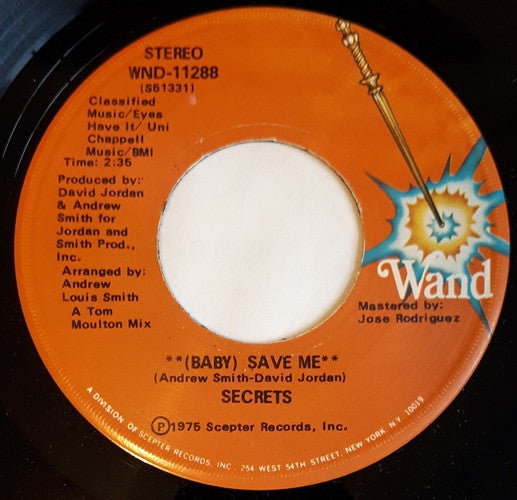 STEREO
WND-11288
(S61331)
Classified
Music/Eyes
Have It/Uni
Chappell
Music/BMI
Time: 2:35
Produced by:
David Jordan
& Andrew
Smith for
Jordan and
Smith Prod.,
Inc.
Arranged by:
Andrew
Louis Smith
A Tom
Moulton Mix
Wand
Mastered by:
Jose Rodriguez
**(BABY) SAVE ME**
(Andrew Smith-David Jordan)
SECRETS
Ⓟ1975 Scepter Records, Inc.
A DIVISION OF SCEPTER RECORDS, INC., 254 WEST 54TH STREET, NEW YORK, N.Y. 10019